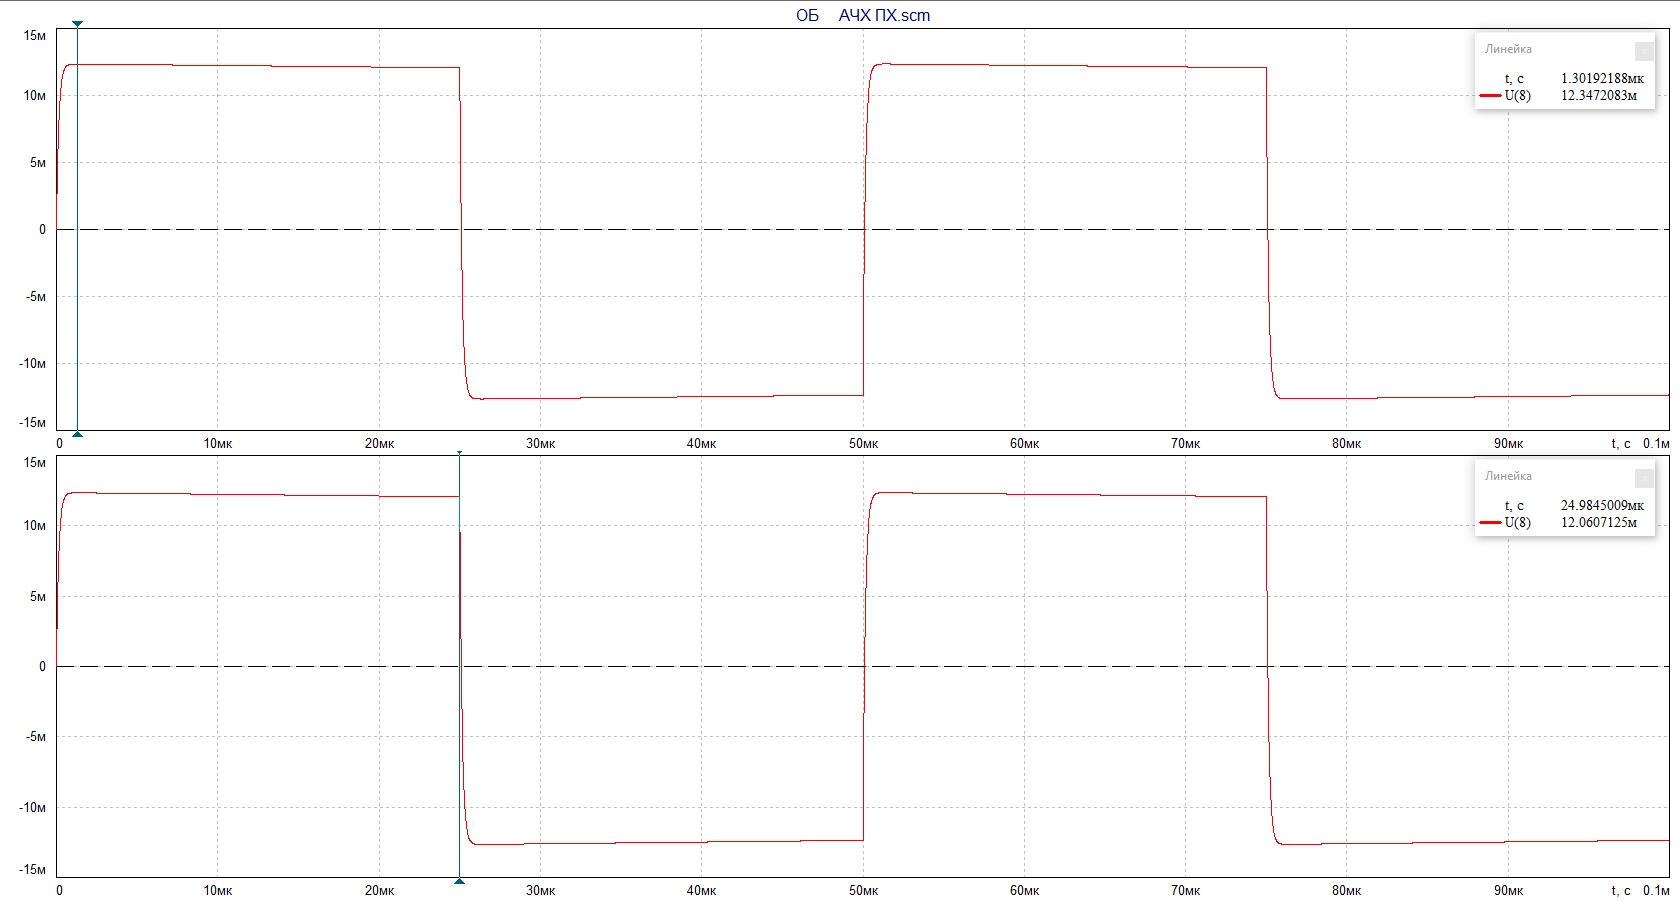 ОБ АЧХ ПХ.scm
15м
10м
5м
0
-5м
-10м
-15м
0 10мк 20мк 30мк 40мк 50мк 60мк 70мк 80мк 90мк t, с 0.1м
Линейка
t, с 1.30192188мк
U(8) 12.3472083м
15м
10м
5м
0
-5м
-10м
-15м
0 10мк 20мк 30мк 40мк 50мк 60мк 70мк 80мк 90мк t, с 0.1м
Линейка
t, с 24.9845009мк
U(8) 12.0607125м